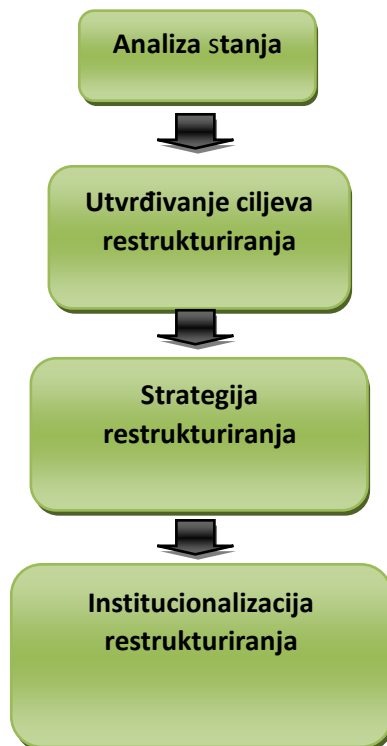 Analiza stanja
Utvrđivanje ciljeva
restrukturiranja
Strategija
restrukturiranja
Institucionalizacija
restrukturiranja